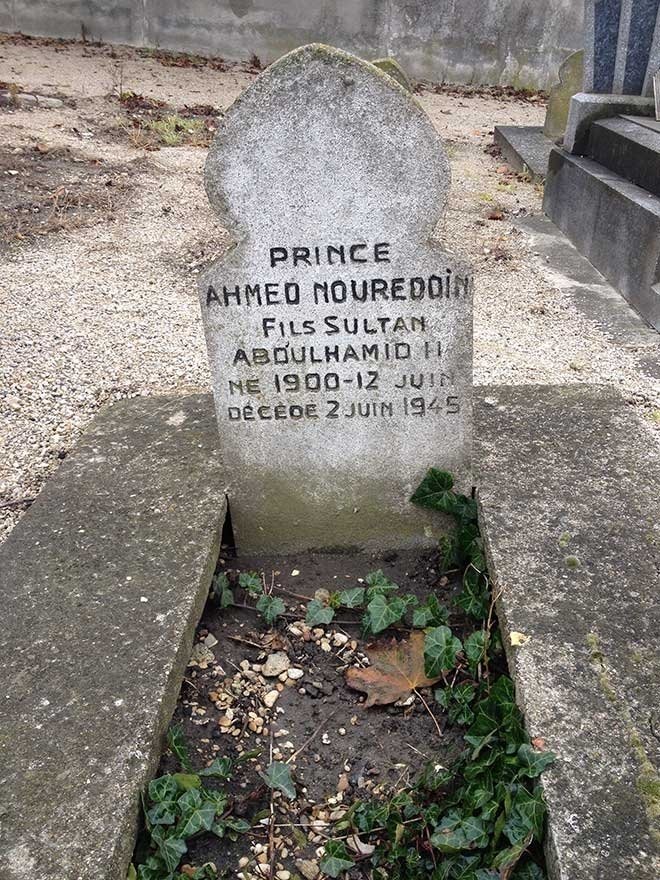 PRINCE
AHMED NOUREDDIN
FILS SULTAN
ABDULHAMID II
NE 1900-12 JUIN
DÉCÉDÉ 2 JUIN 1945